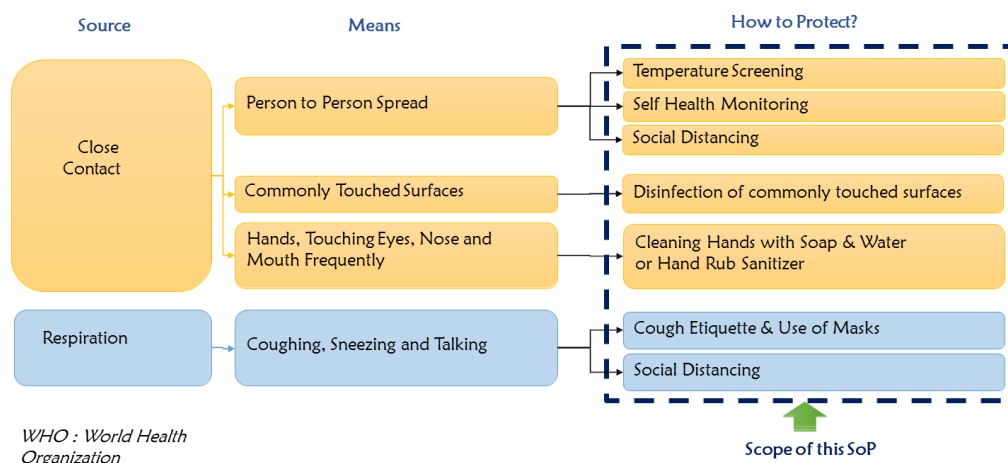 Source
Means
How to Protect?
Close
Contact
Person to Person Spread
Temperature Screening
Self Health Monitoring
Social Distancing
Commonly Touched Surfaces
Disinfection of commonly touched surfaces
Hands, Touching Eyes, Nose and
Mouth Frequently
Cleaning Hands with Soap & Water
or Hand Rub Sanitizer
Respiration
Coughing, Sneezing and Talking
Cough Etiquette & Use of Masks
Social Distancing
WHO : World Health
Organization
Scope of this SoP